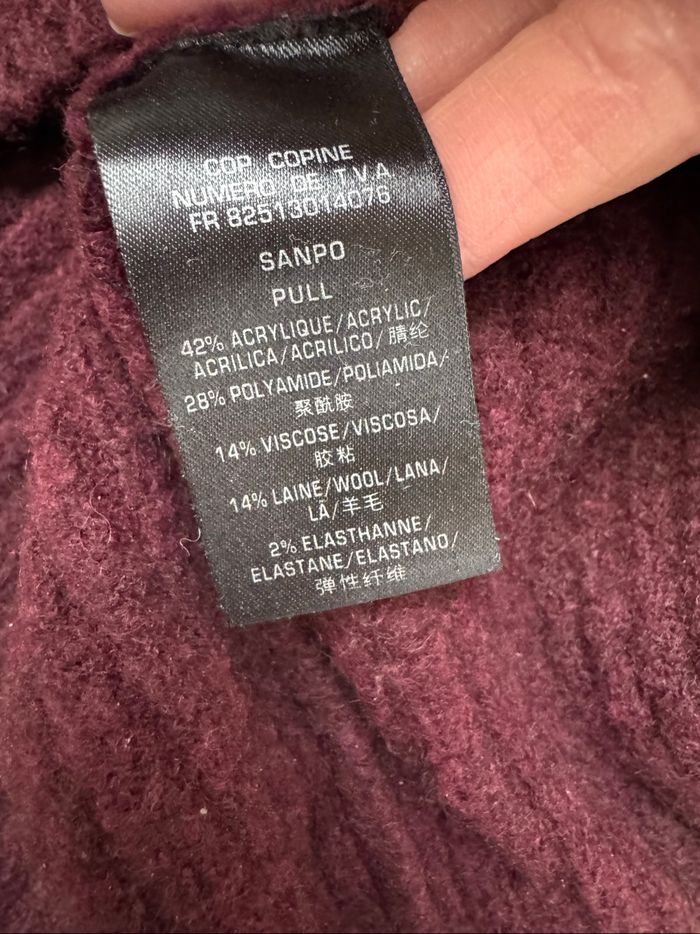 COP COPINE
NUMERO DE T.V.A
FR 82513014076
SANPO
PULL
42% ACRYLIQUE/ACRYLIC/
ACRILICA/ACRILICO/腈纶
28% POLYAMIDE/POLIAMIDA/
聚酰胺
14% VISCOSE/VISCOSA/
胶粘
14% LAINE/WOOL/LANA/
LÃ/羊毛
2% ELASTHANNE/
ELASTANE/ELASTANO/
弹性纤维